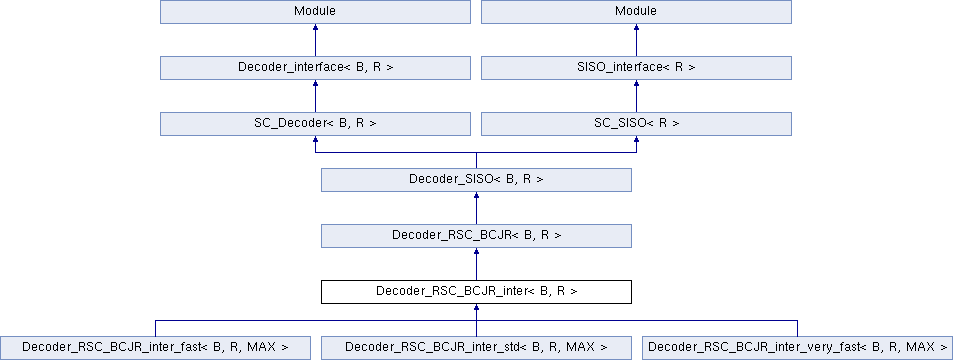 Module
Module
Decoder_interface< B, R >
SISO_interface< R >
SC_Decoder< B, R >
SC_SISO< R >
Decoder_SISO< B, R >
Decoder_RSC_BCJR< B, R >
Decoder_RSC_BCJR_inter< B, R >
Decoder_RSC_BCJR_inter_fast< B, R, MAX >
Decoder_RSC_BCJR_inter_std< B, R, MAX >
Decoder_RSC_BCJR_inter_very_fast< B, R, MAX >